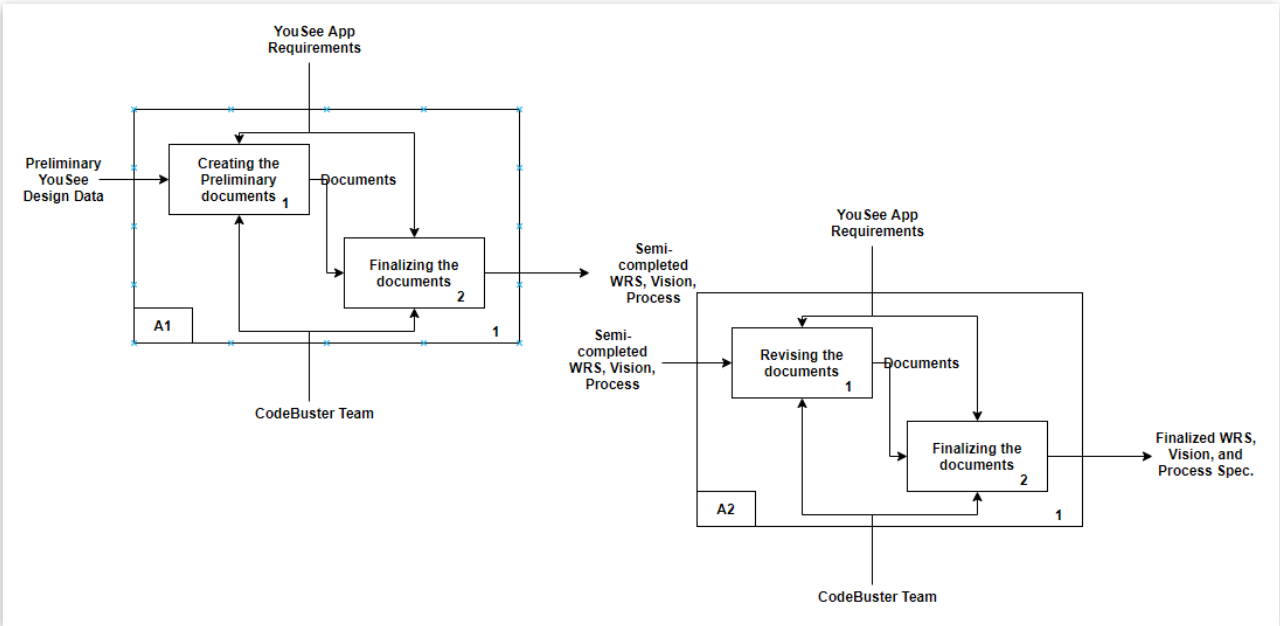 YouSee App
Requirements
Preliminary
YouSee
Design Data
Creating the
Preliminary
documents
1
Documents
Finalizing the
documents
2
A1
1
CodeBuster Team
Semi-
completed
WRS, Vision,
Process
YouSee App
Requirements
Semi-
completed
WRS, Vision,
Process
Revising the
documents
1
Documents
Finalizing the
documents
2
A2
1
CodeBuster Team
Finalized WRS,
Vision, and
Process Spec.